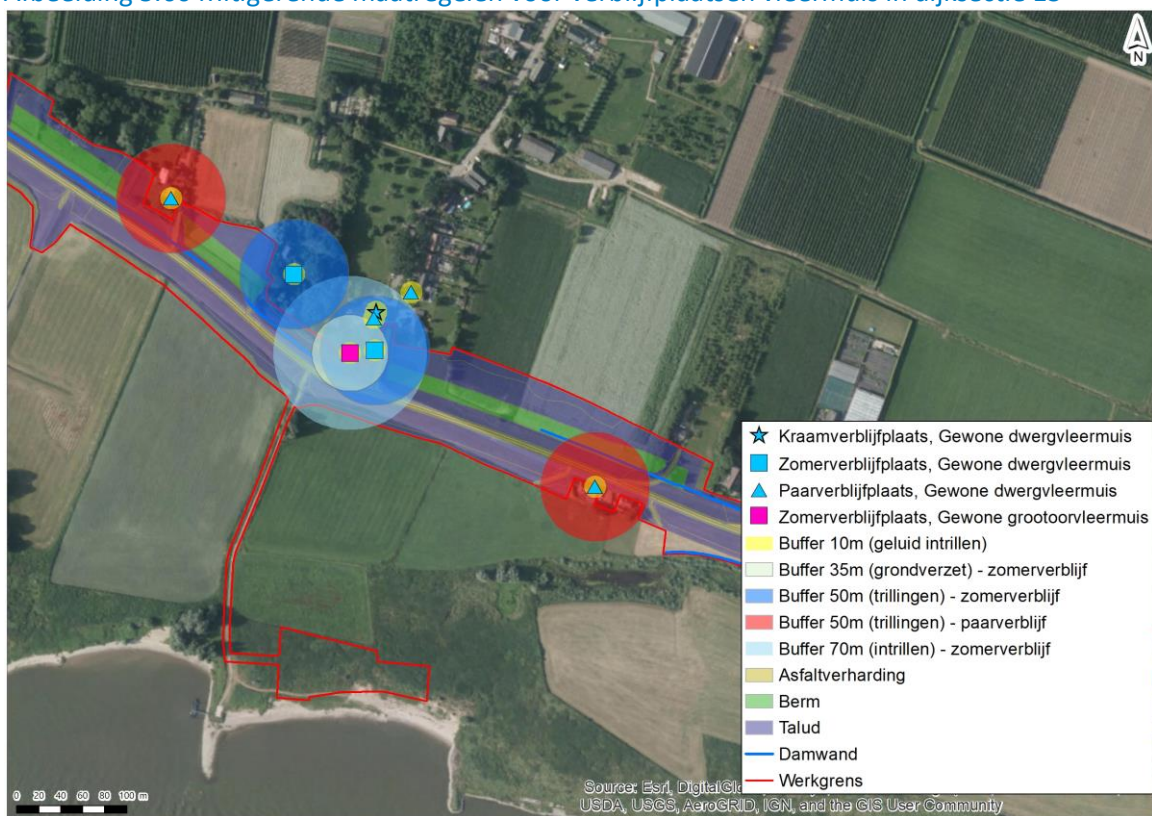 N
Kraamverblijfplaats, Gewone dwergvleermuis
Zomerverblijfplaats, Gewone dwergvleermuis
Paarverblijfplaats, Gewone dwergvleermuis
Zomerverblijfplaats, Gewone grootoorvleermuis
Buffer 10m (geluid intrillen)
Buffer 35m (grondverzet) - zomerverblijf
Buffer 50m (trillingen) - zomerverblijf
Buffer 50m (trillingen) - paarverblijf
Buffer 70m (intrillen) - zomerverblijf
Asfaltverharding
Berm
Talud
Damwand
Werkgrens
0 20 40 60 80 100 m
Source: Esri,
USDA, USGS, AeroGRID, IGN, and the GIS User Community